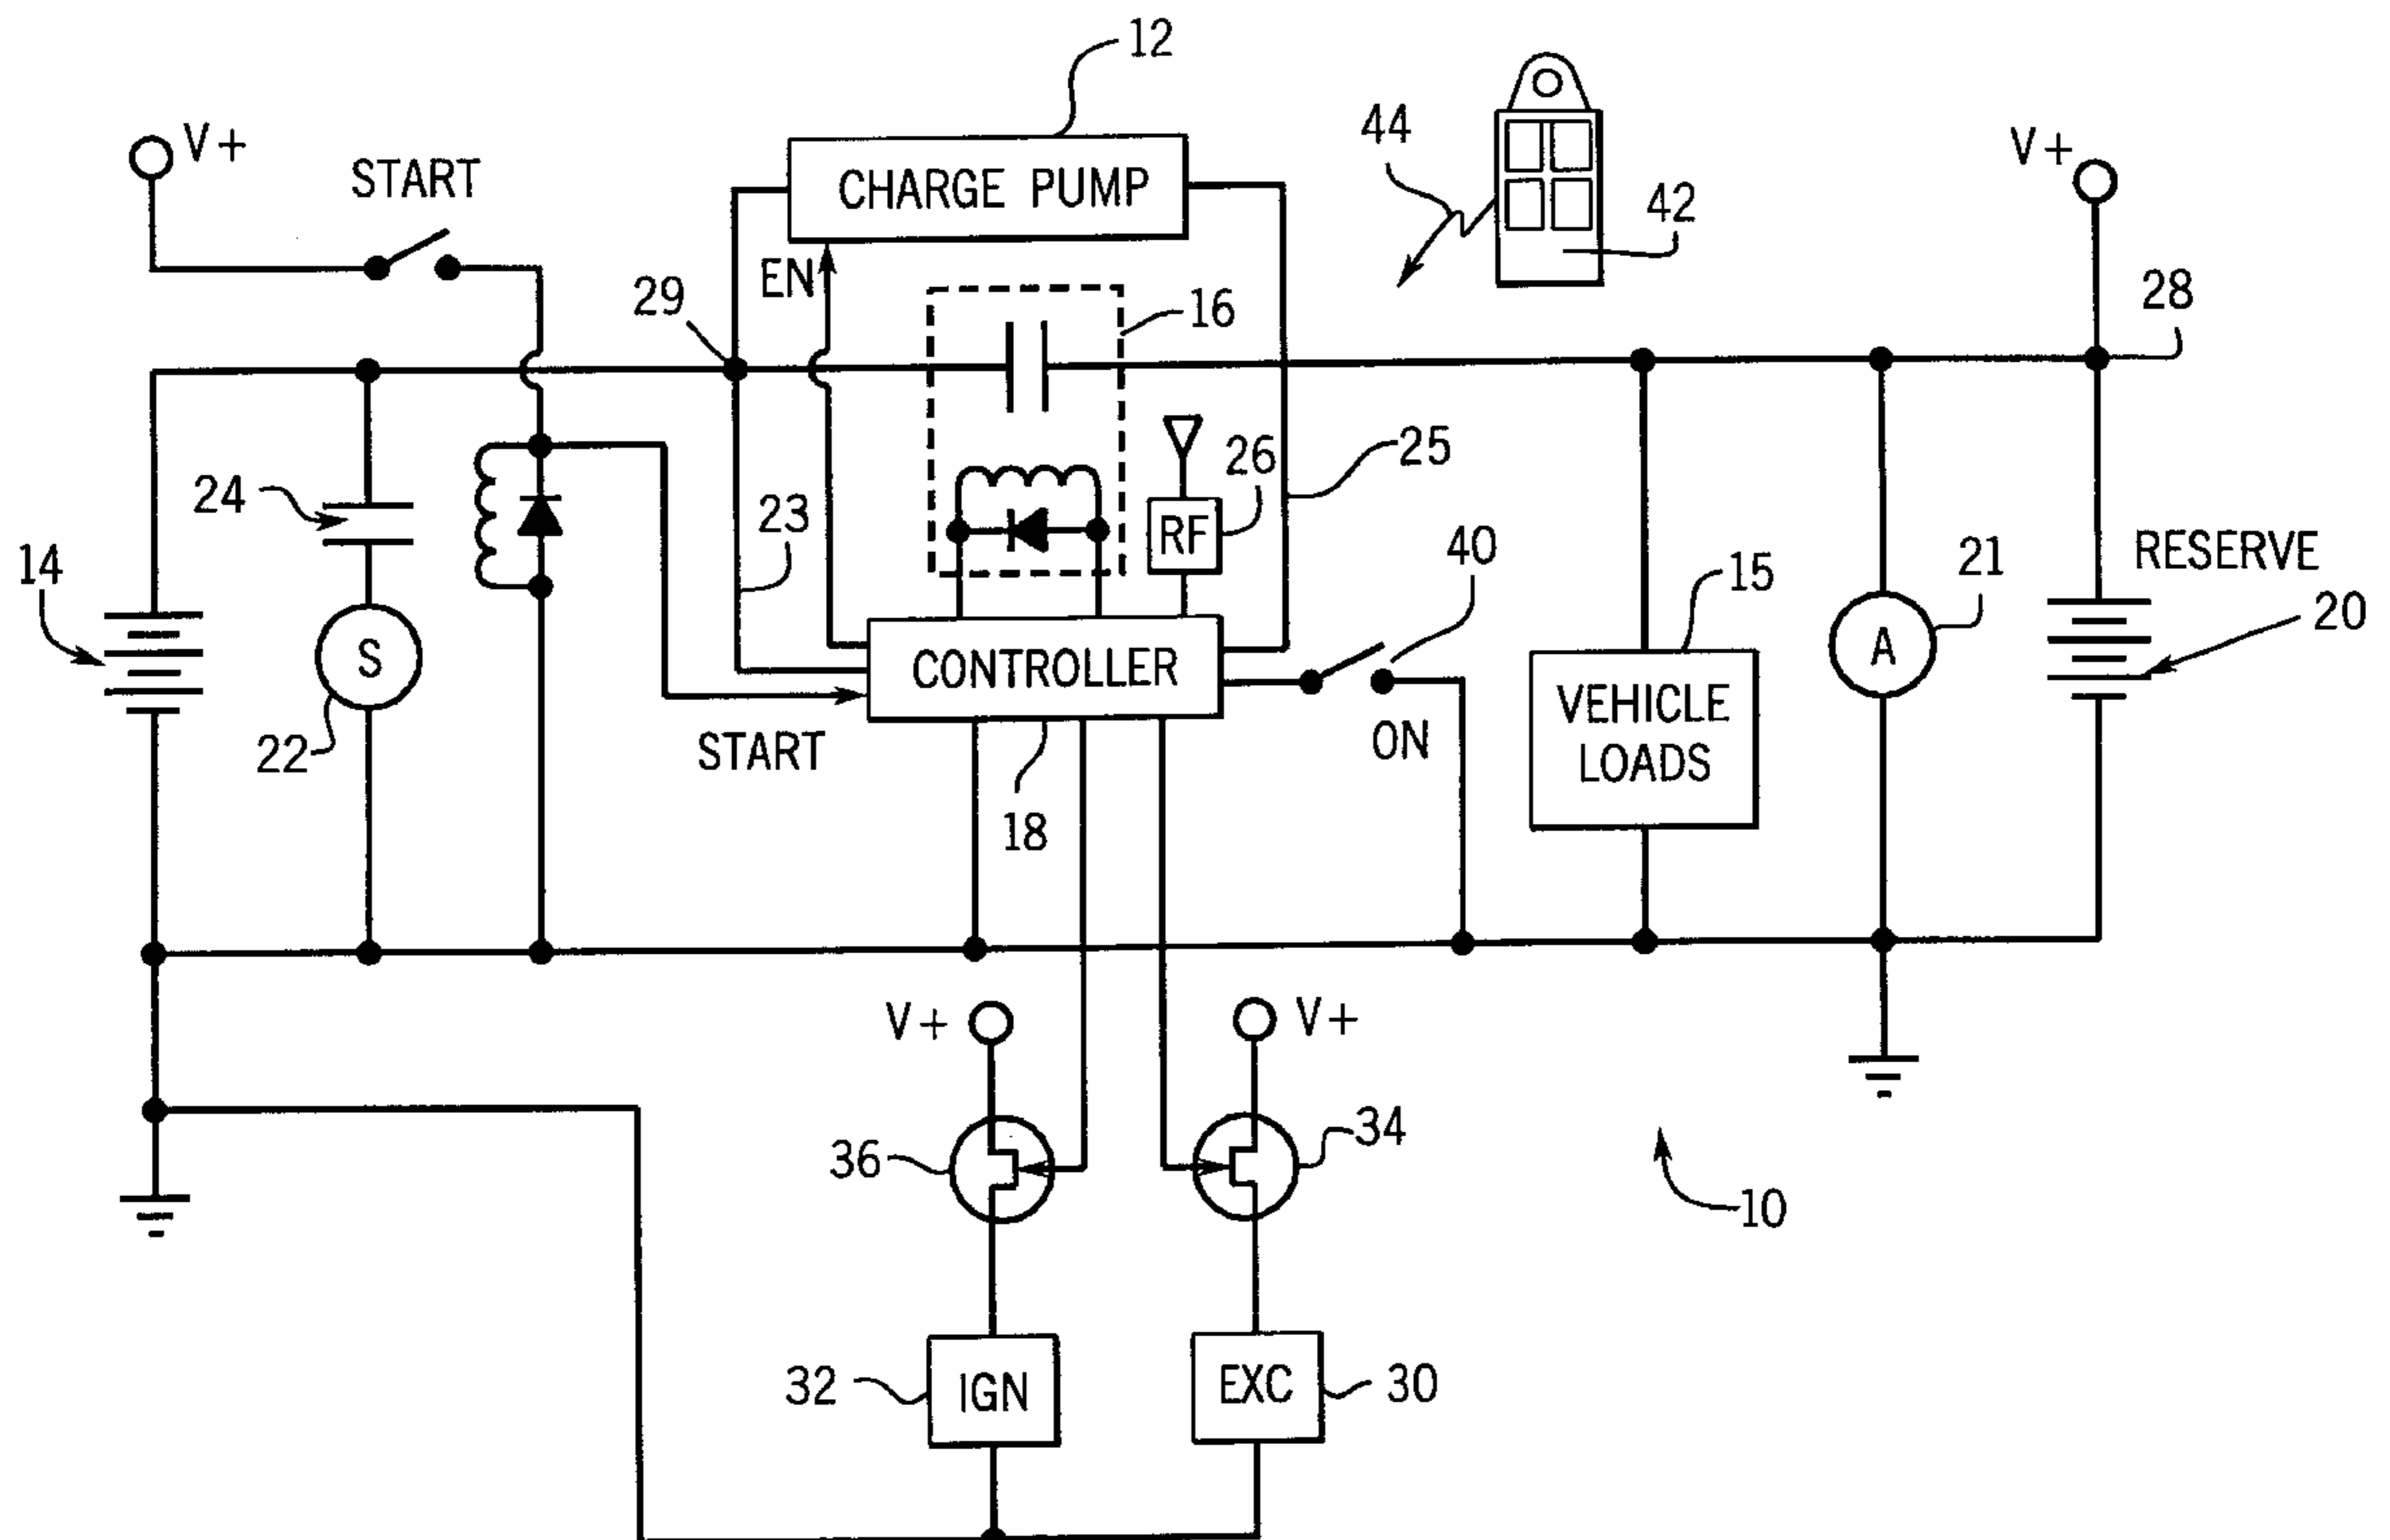 12
V+
START
CHARGE PUMP
44
42
V+
EN
29
16
28
24
23
26
RF
25
40
14
S
22
START
CONTROLLER
18
ON
15
VEHICLE
LOADS
21
A
RESERVE
20
V+
V+
36
34
10
32
IGN
EXC
30